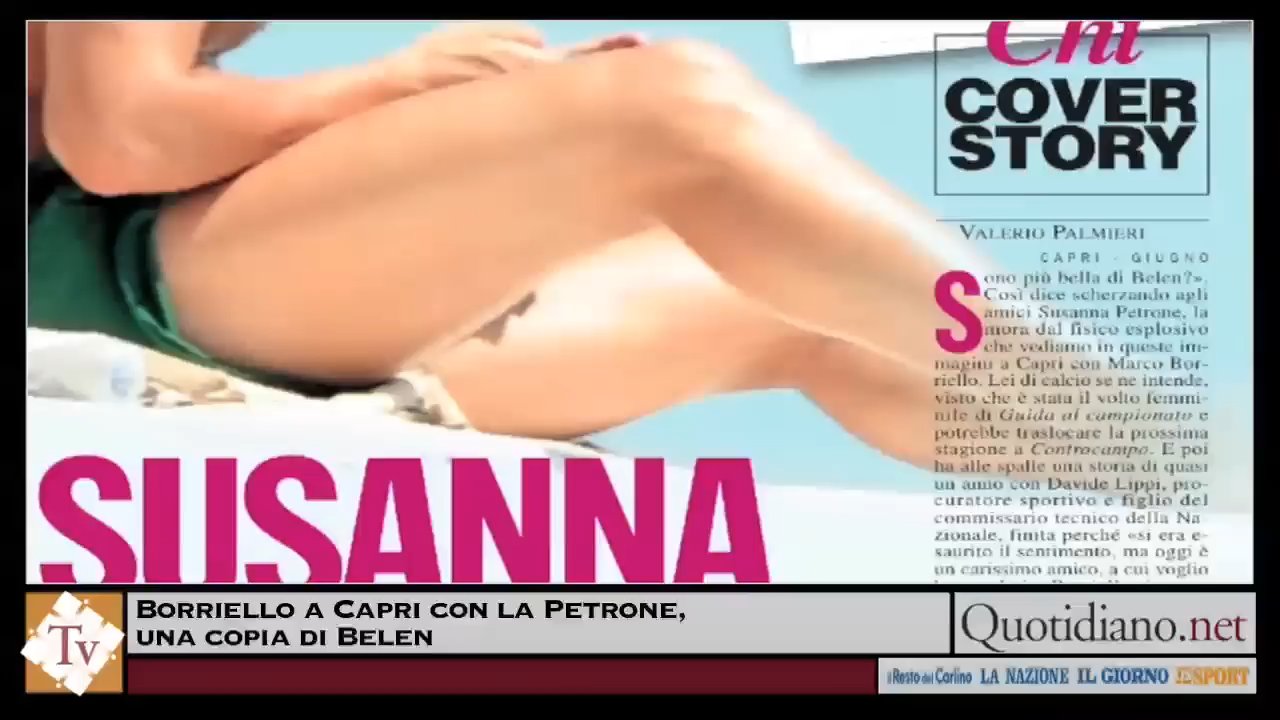 Chi
COVER
STORY
VALERIO PALMIERI
CAPRI - GIUGNO
Sono più bella di Belen?».
Così dice scherzando agli
amici Susanna Petrone, la
mora dal fisico esplosivo
che vediamo in queste im-
magini a Capri con Marco Bor-
riello. Lei di calcio se ne intende,
visto che è stata il volto femmi-
nile di Guida al campionato e
potrebbe traslocare la prossima
stagione a Controcampo. E poi
ha alle spalle una storia di quasi
un anno con Davide Lippi, pro-
curatore sportivo e figlio del
commissario tecnico della Na-
zionale, finita perché «si era e-
saurito il sentimento, ma oggi è
un carissimo amico, a cui voglio
SUSANNA
Tv
BORRIELLO A CAPRI CON LA PETRONE,
UNA COPIA DI BELEN
Quotidiano.net
il Resto del Carlino LA NAZIONE IL GIORNO SPORT